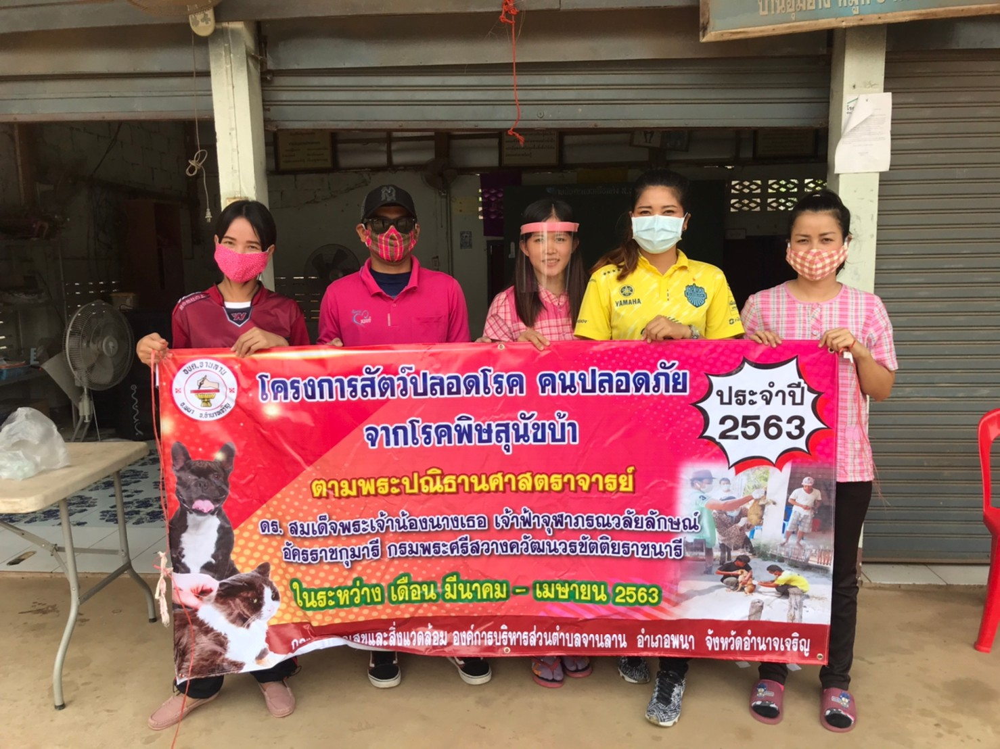 บ้านอุ่มยาง หมู่ที่
โครงการสัตว์ปลอดโรค คนปลอดภัย
จากโรคพิษสุนัขบ้า
ประจำปี
2563
ตามพระปณิธานศาสตราจารย์
ดร. สมเด็จพระเจ้าน้องนางเธอ เจ้าฟ้าจุฬาภรณวลัยลักษณ์
อัครราชกุมารี กรมพระศรีสวางควัฒนวรขัตติยราชนารี
ในระหว่าง เดือน มีนาคม – เมษายน 2563
และสิ่งแวดล้อม องค์การบริหารส่วนตำบลจานลาน อำเภอพนา จังหวัดอำนาจเจริญ
อบต.จานลาน
อ.พนา จ.อำนาจเจริญ
YAMAHA